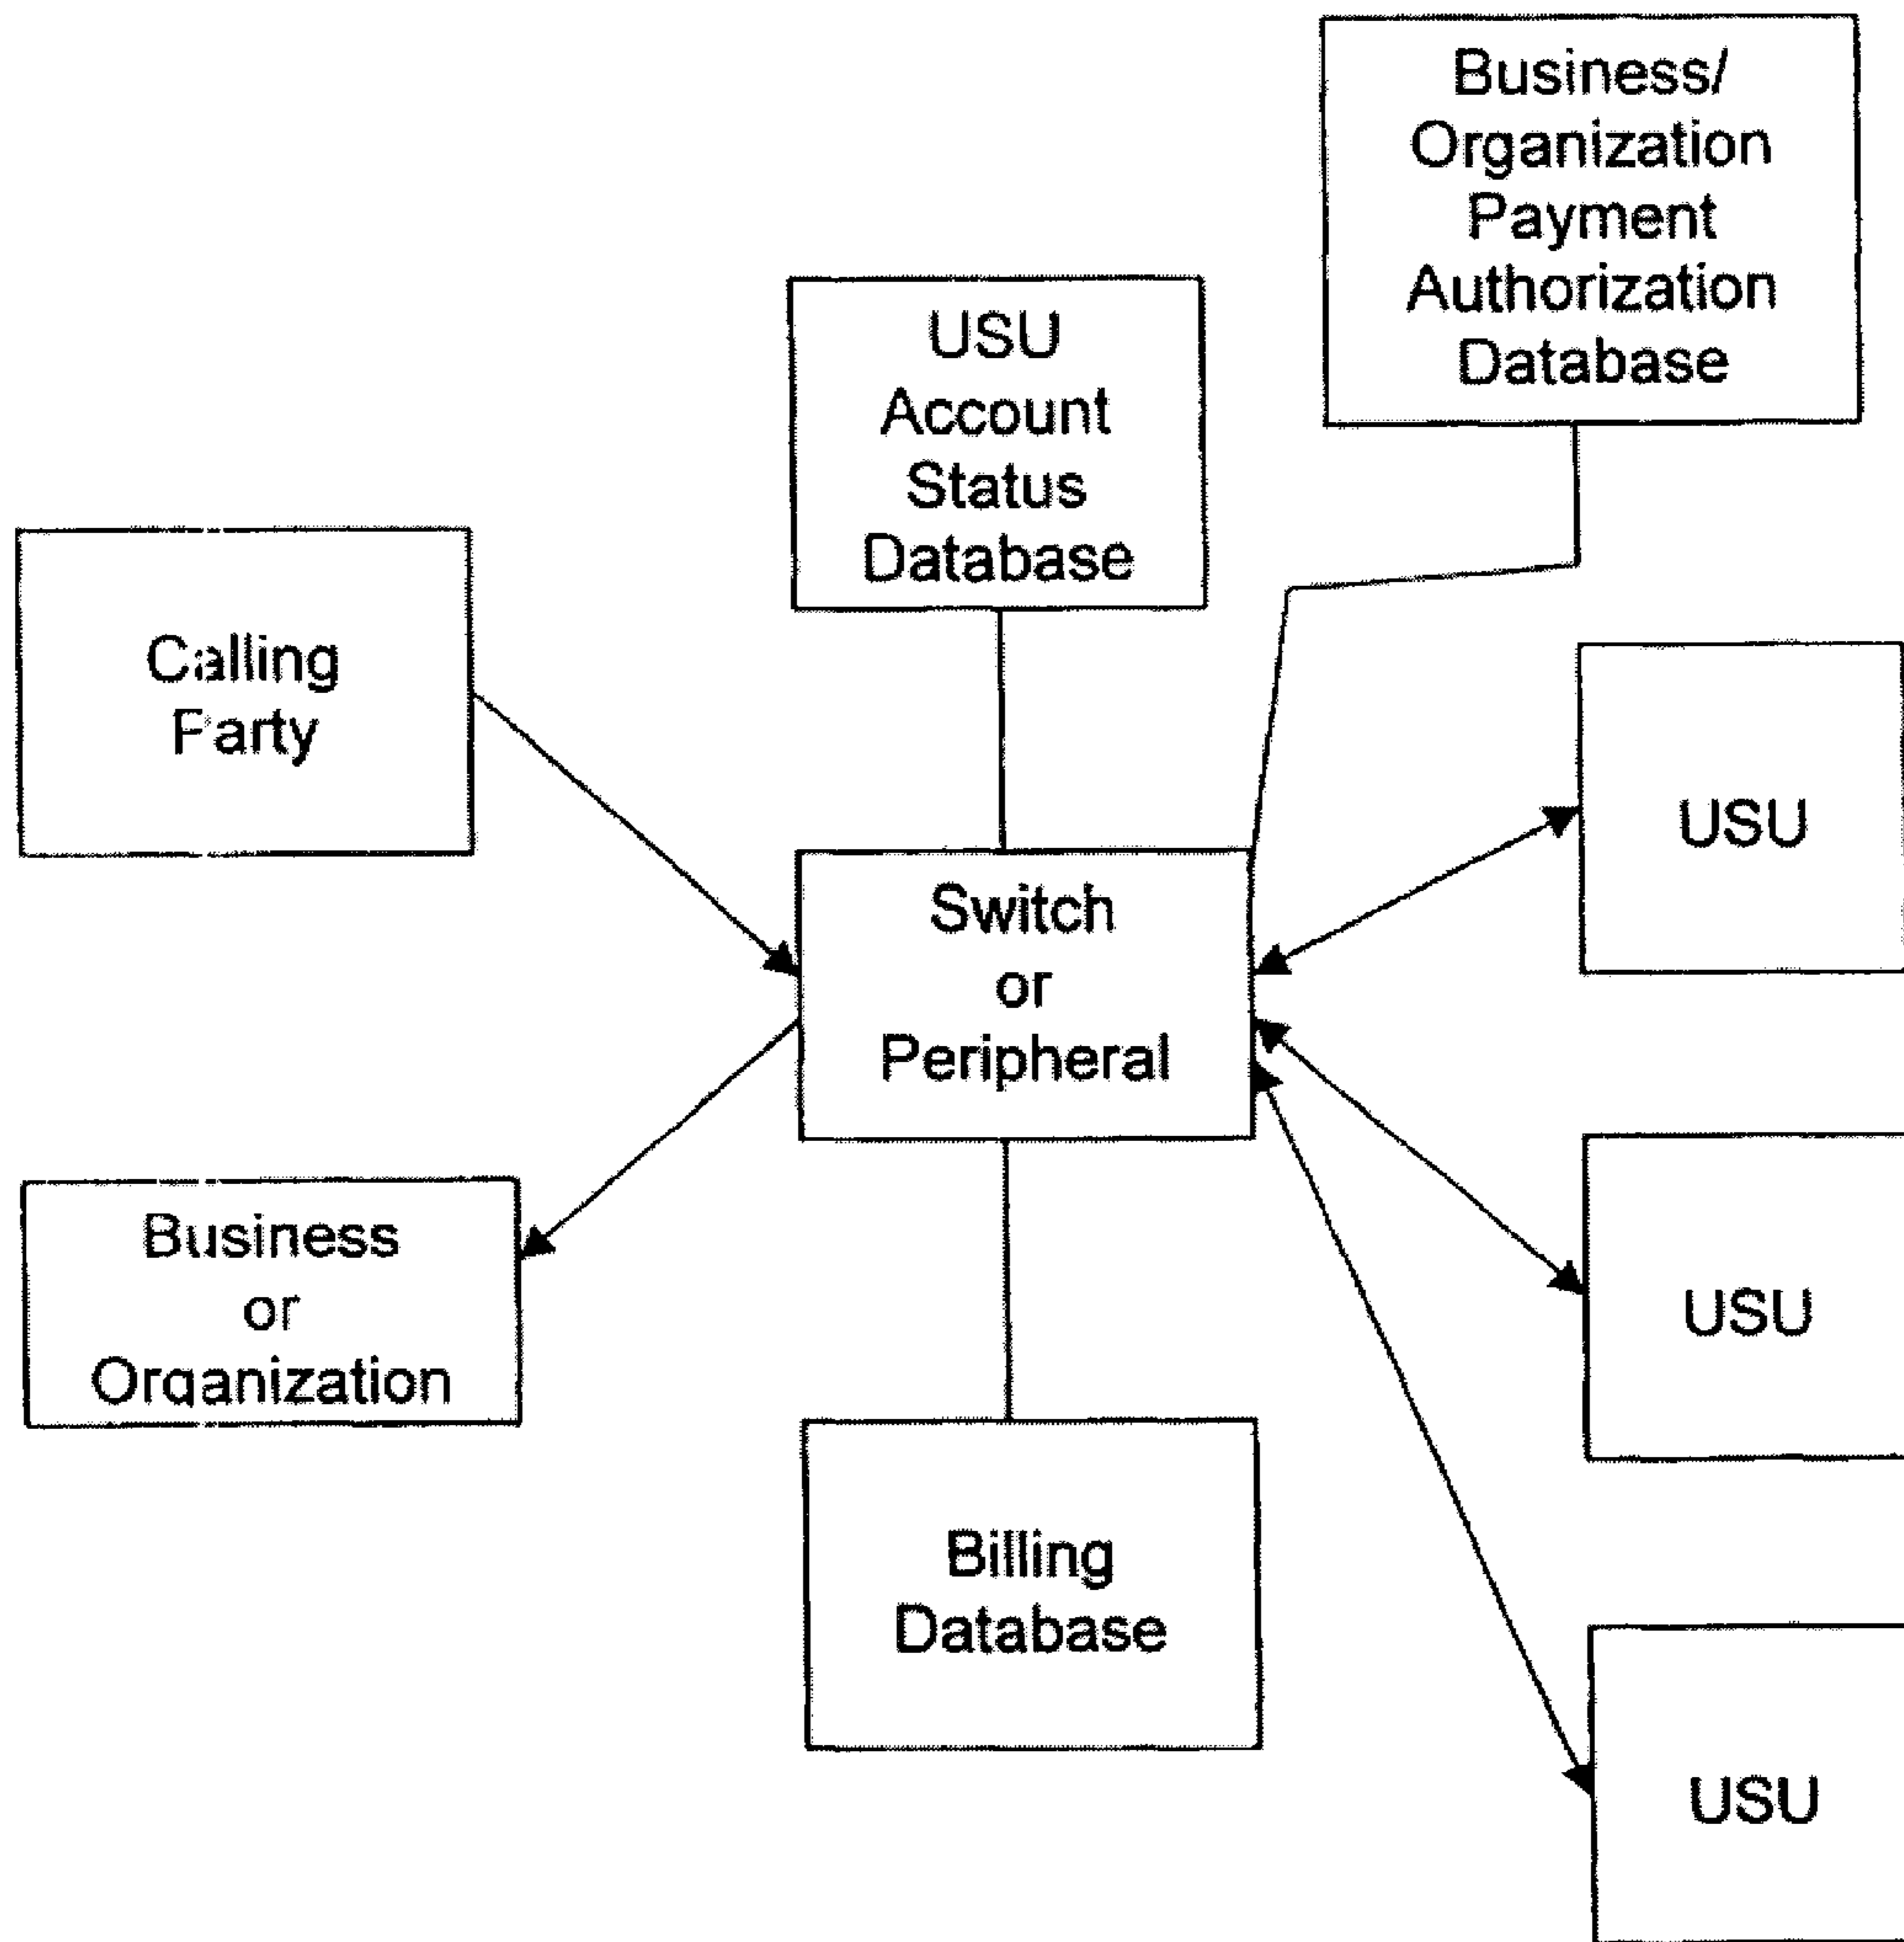 Business/
Organization
Payment
Authorization
Database
USU
Account
Status
Database
Calling
Party
USU
Switch
or
Peripheral
Business
or
Organization
USU
Billing
Database
USU